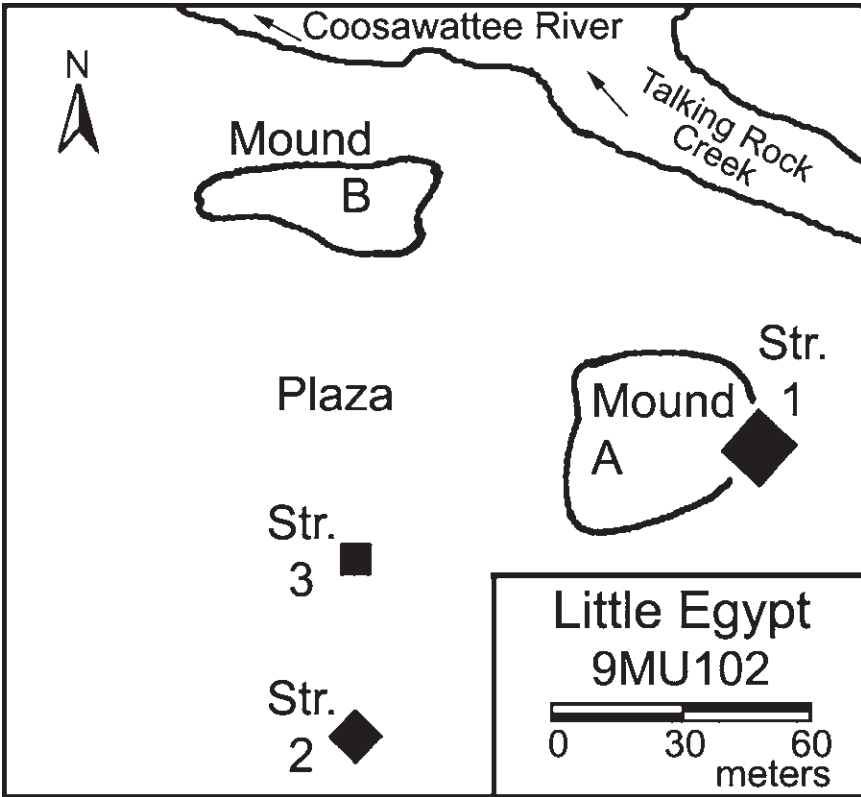 Coosawattee River
N
Talking Rock
Creek
Mound
B
Str.
1
Plaza
Mound
A
Str.
3
Str.
2
Little Egypt
9MU102
0 30 60
meters